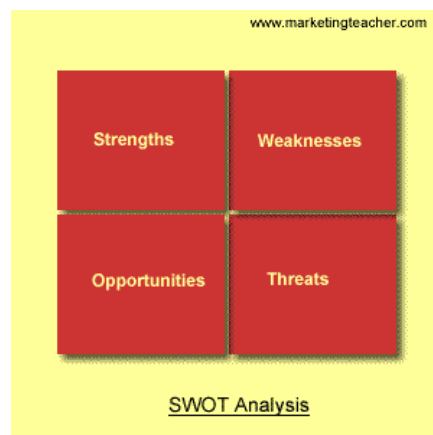 www.marketingteacher.com
Strengths
Weaknesses
Opportunities
Threats
SWOT Analysis